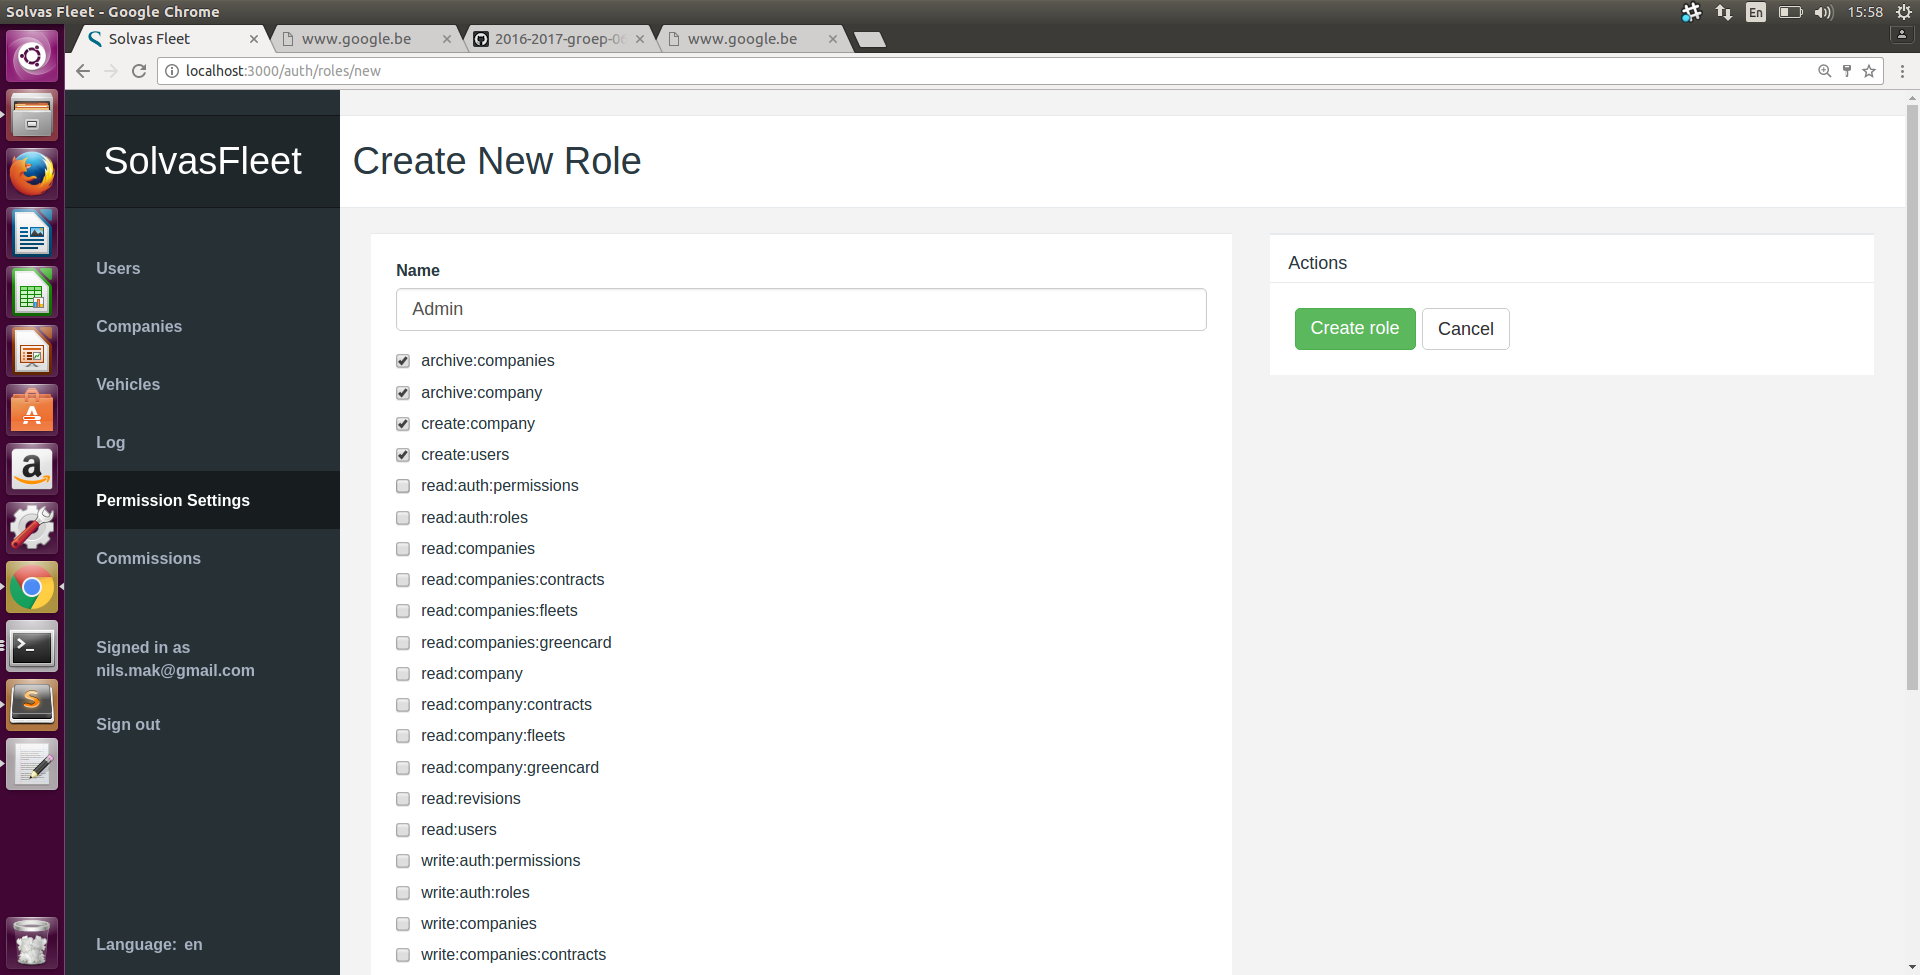 Solvas Fleet - Google Chrome
En
15:58
Solvas Fleet
www.google.be
2016-2017-groep-0
www.google.be
localhost:3000/auth/roles/new
SolvasFleet
Create New Role
Users
Companies
Vehicles
Log
Permission Settings
Commissions
Signed in as
nils.mak@gmail.com
Sign out
Language: en
Name
Admin
archive:companies
archive:company
create:company
create:users
read:auth:permissions
read:auth:roles
read:companies
read:companies:contracts
read:companies:fleets
read:companies:greencard
read:company
read:company:contracts
read:company:fleets
read:company:greencard
read:revisions
read:users
write:auth:permissions
write:auth:roles
write:companies
write:companies:contracts
Actions
Create role
Cancel